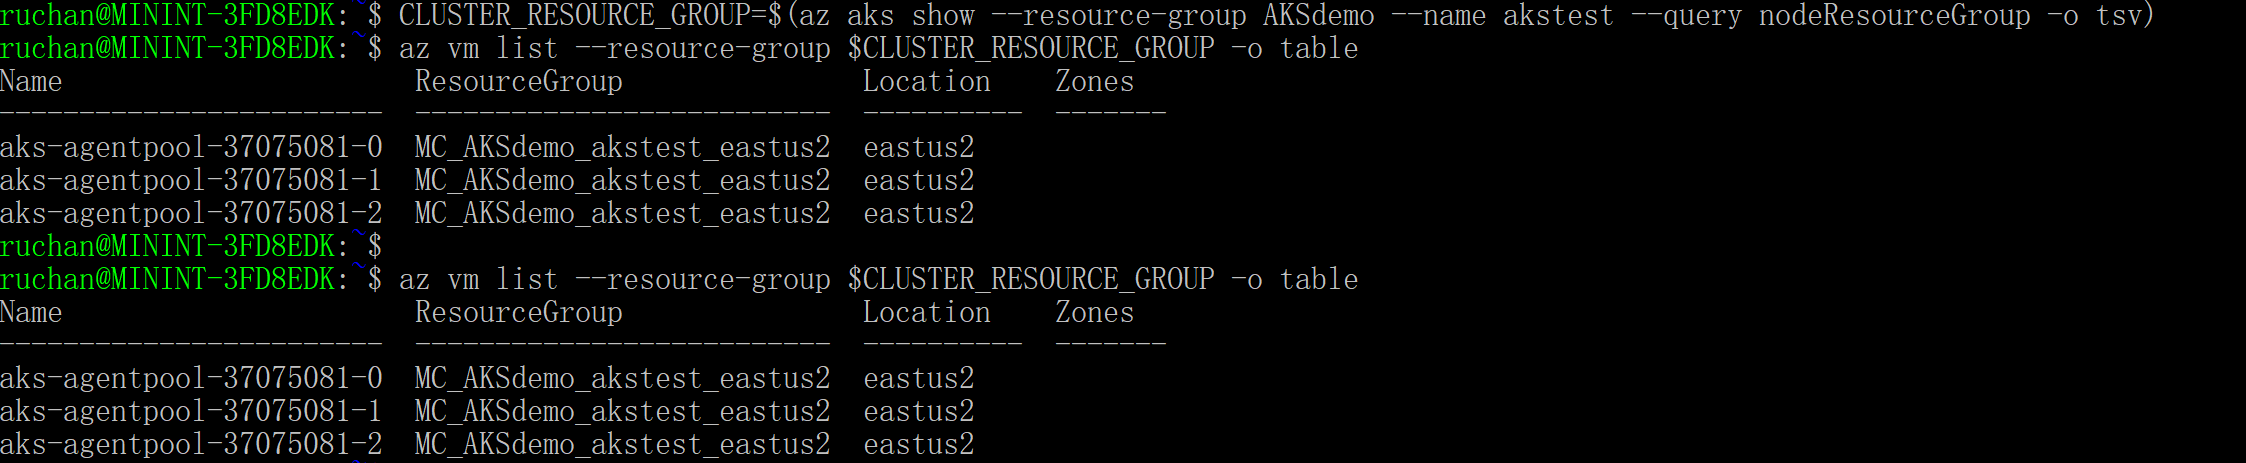 ruchan@MININT-3FD8EDK:~$ CLUSTER_RESOURCE_GROUP=$(az aks show --resource-group AKSdemo --name akstest --query nodeResourceGroup -o tsv)
ruchan@MININT-3FD8EDK:~$ az vm list --resource-group $CLUSTER_RESOURCE_GROUP -o table
Name                      ResourceGroup               Location    Zones
------------------------  --------------------------  ----------  -------
aks-agentpool-37075081-0  MC_AKSdemo_akstest_eastus2  eastus2
aks-agentpool-37075081-1  MC_AKSdemo_akstest_eastus2  eastus2
aks-agentpool-37075081-2  MC_AKSdemo_akstest_eastus2  eastus2
ruchan@MININT-3FD8EDK:~$
ruchan@MININT-3FD8EDK:~$ az vm list --resource-group $CLUSTER_RESOURCE_GROUP -o table
Name                      ResourceGroup               Location    Zones
------------------------  --------------------------  ----------  -------
aks-agentpool-37075081-0  MC_AKSdemo_akstest_eastus2  eastus2
aks-agentpool-37075081-1  MC_AKSdemo_akstest_eastus2  eastus2
aks-agentpool-37075081-2  MC_AKSdemo_akstest_eastus2  eastus2